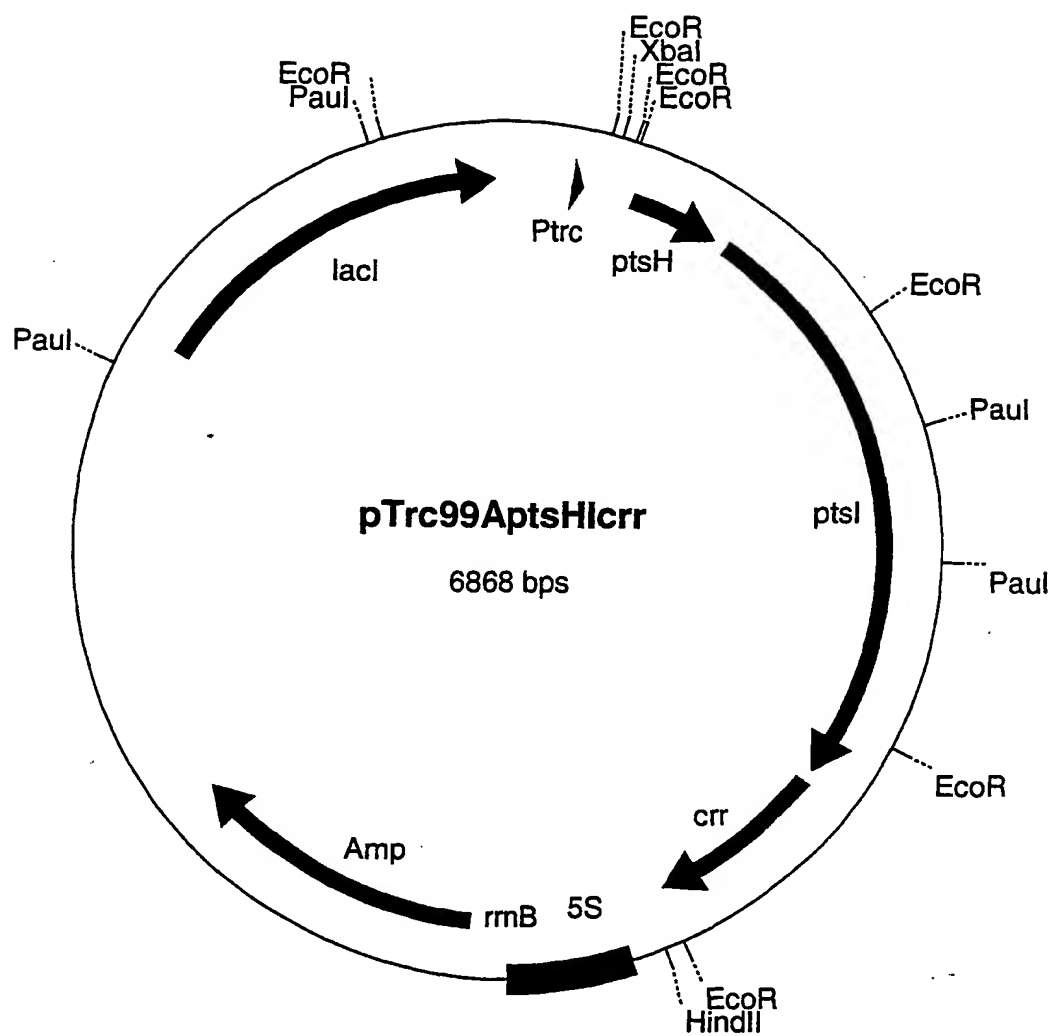 EcoR
XbaI
EcoR
EcoR
EcoR
PauI
Ptrc
ptsH
lacI
EcoR
PauI
PauI
pTrc99AptsHIcrr
ptsI
6868 bps
PauI
EcoR
crr
Amp
rrnB
5S
EcoR
HindII